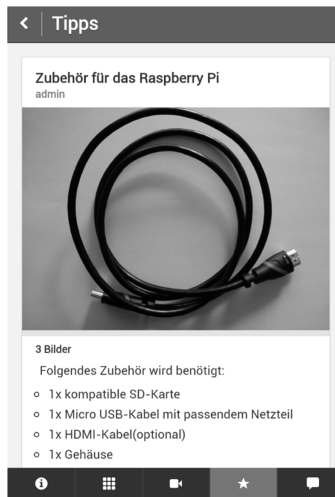 Tipps
Zubehör für das Raspberry Pi
admin
3 Bilder
Folgendes Zubehör wird benötigt:
1x kompatible SD-Karte
1x Micro USB-Kabel mit passendem Netzteil
1x HDMI-Kabel(optional)
1x Gehäuse